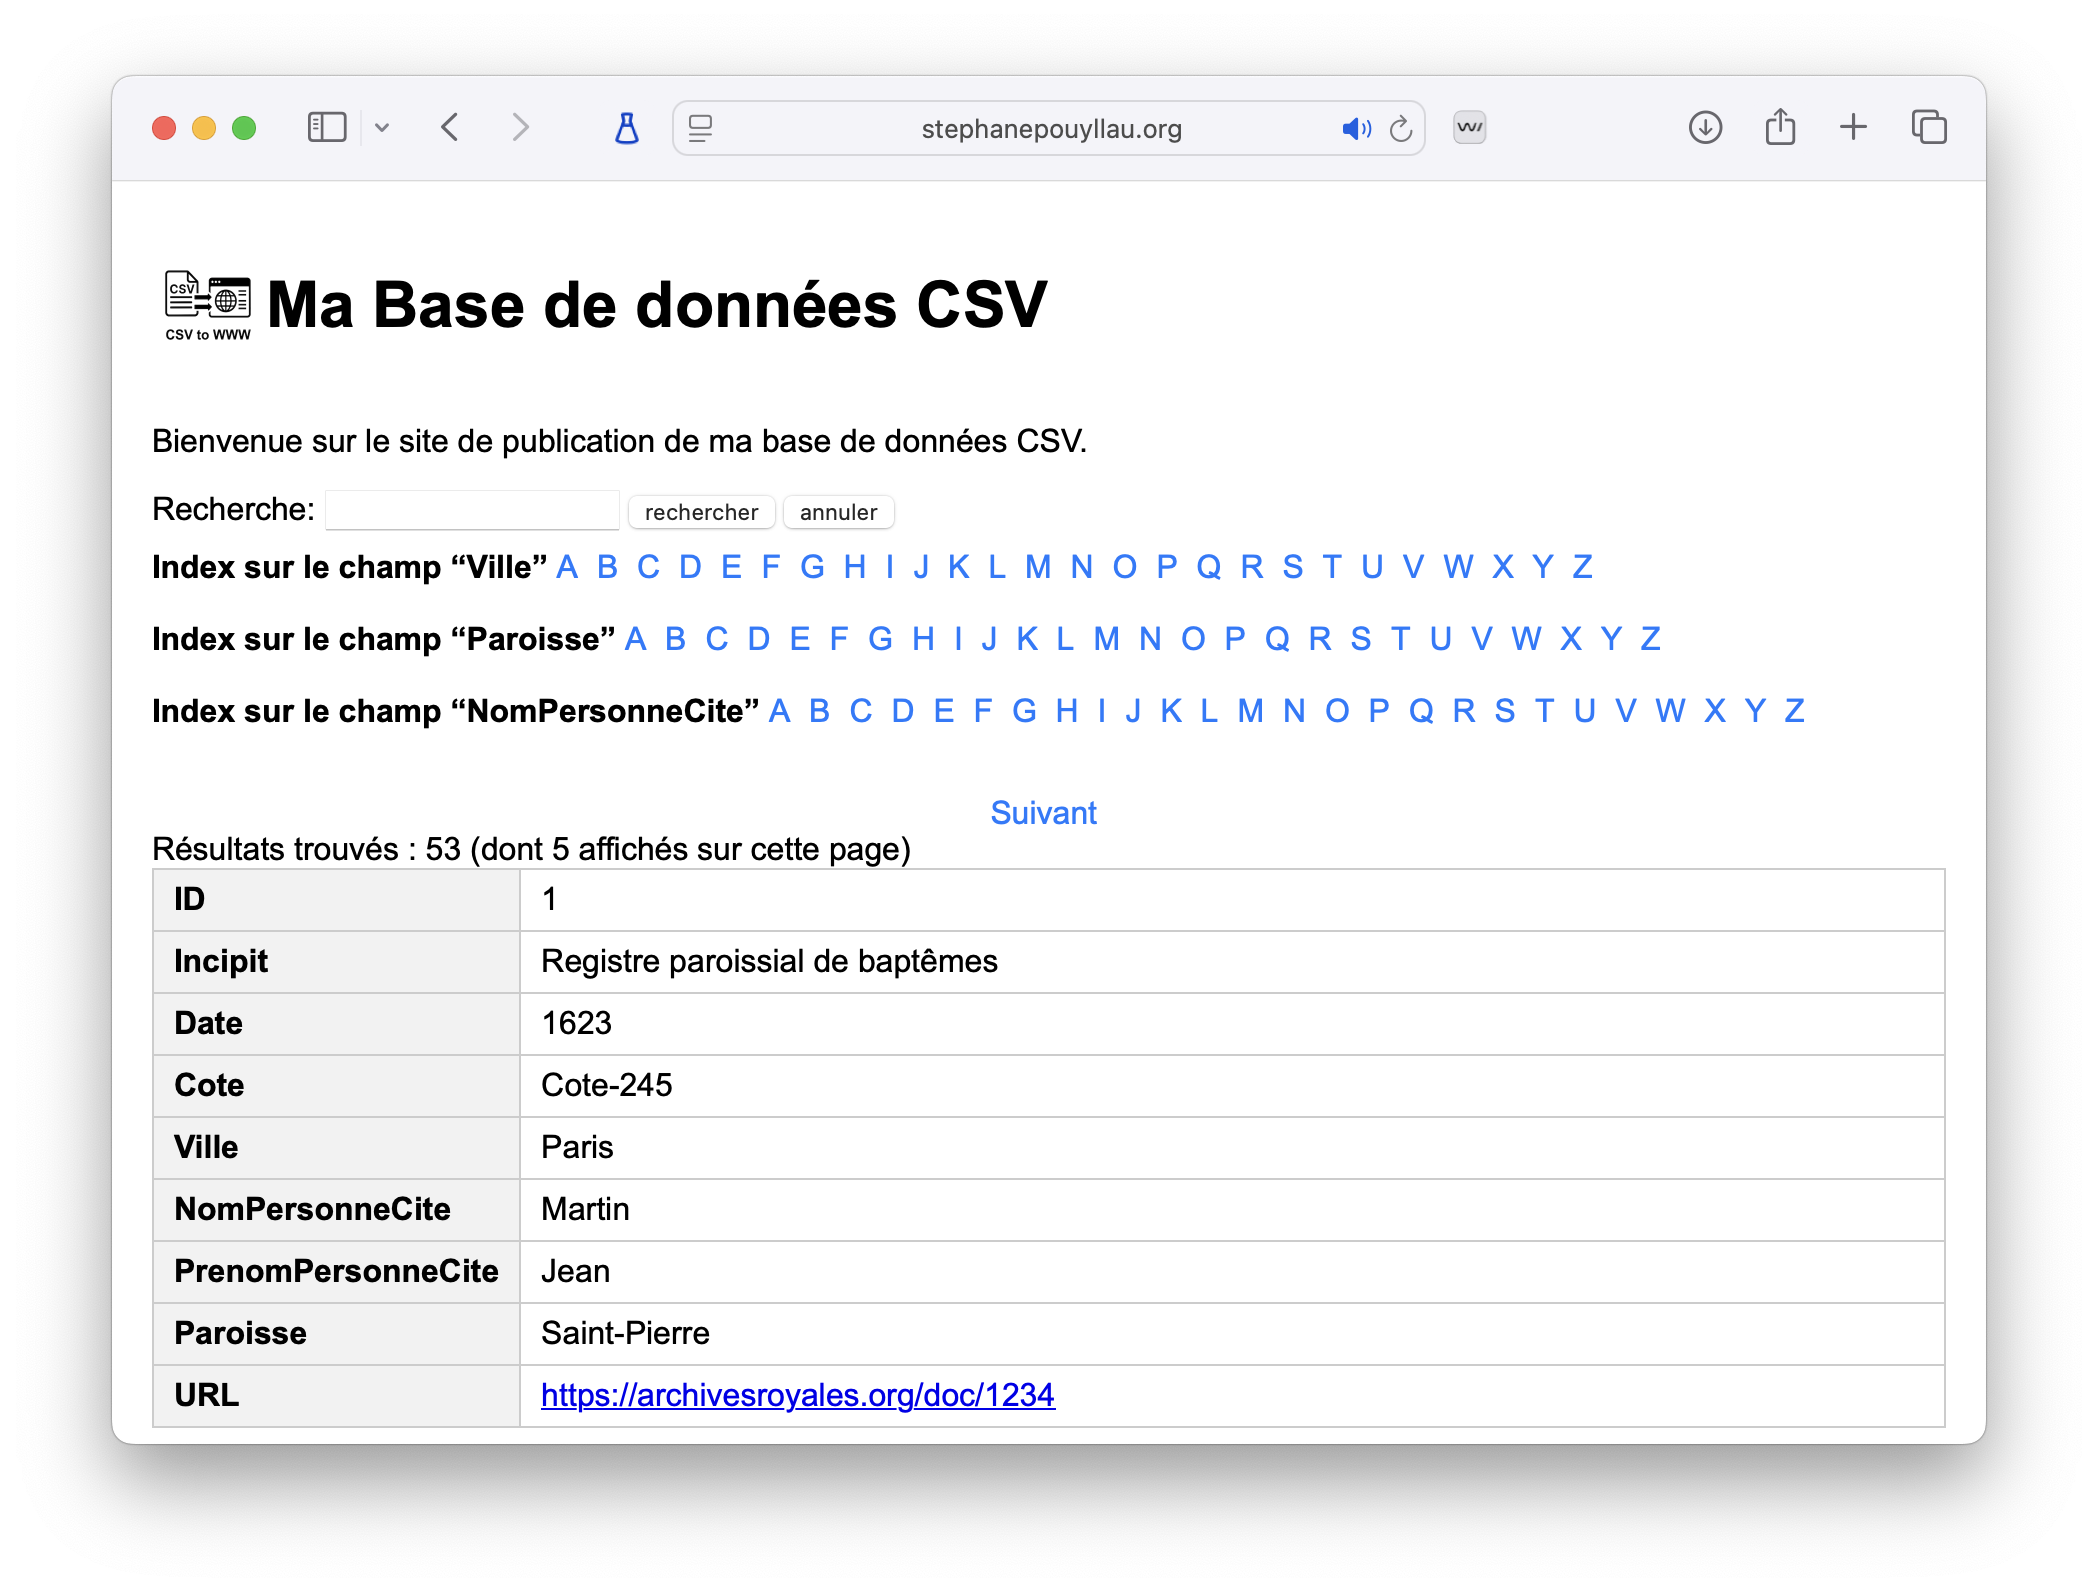 stephanepouyllau.org
CSV
CSV to WWW
Ma Base de données CSV
Bienvenue sur le site de publication de ma base de données CSV.
Recherche: rechercher annuler
Index sur le champ “Ville” A B C D E F G H I J K L M N O P Q R S T U V W X Y Z
Index sur le champ “Paroisse” A B C D E F G H I J K L M N O P Q R S T U V W X Y Z
Index sur le champ “NomPersonneCite” A B C D E F G H I J K L M N O P Q R S T U V W X Y Z
Suivant
Résultats trouvés : 53 (dont 5 affichés sur cette page)
ID 1
Incipit Registre paroissial de baptêmes
Date 1623
Cote Cote-245
Ville Paris
NomPersonneCite Martin
PrenomPersonneCite Jean
Paroisse Saint-Pierre
URL https://archivesroyales.org/doc/1234